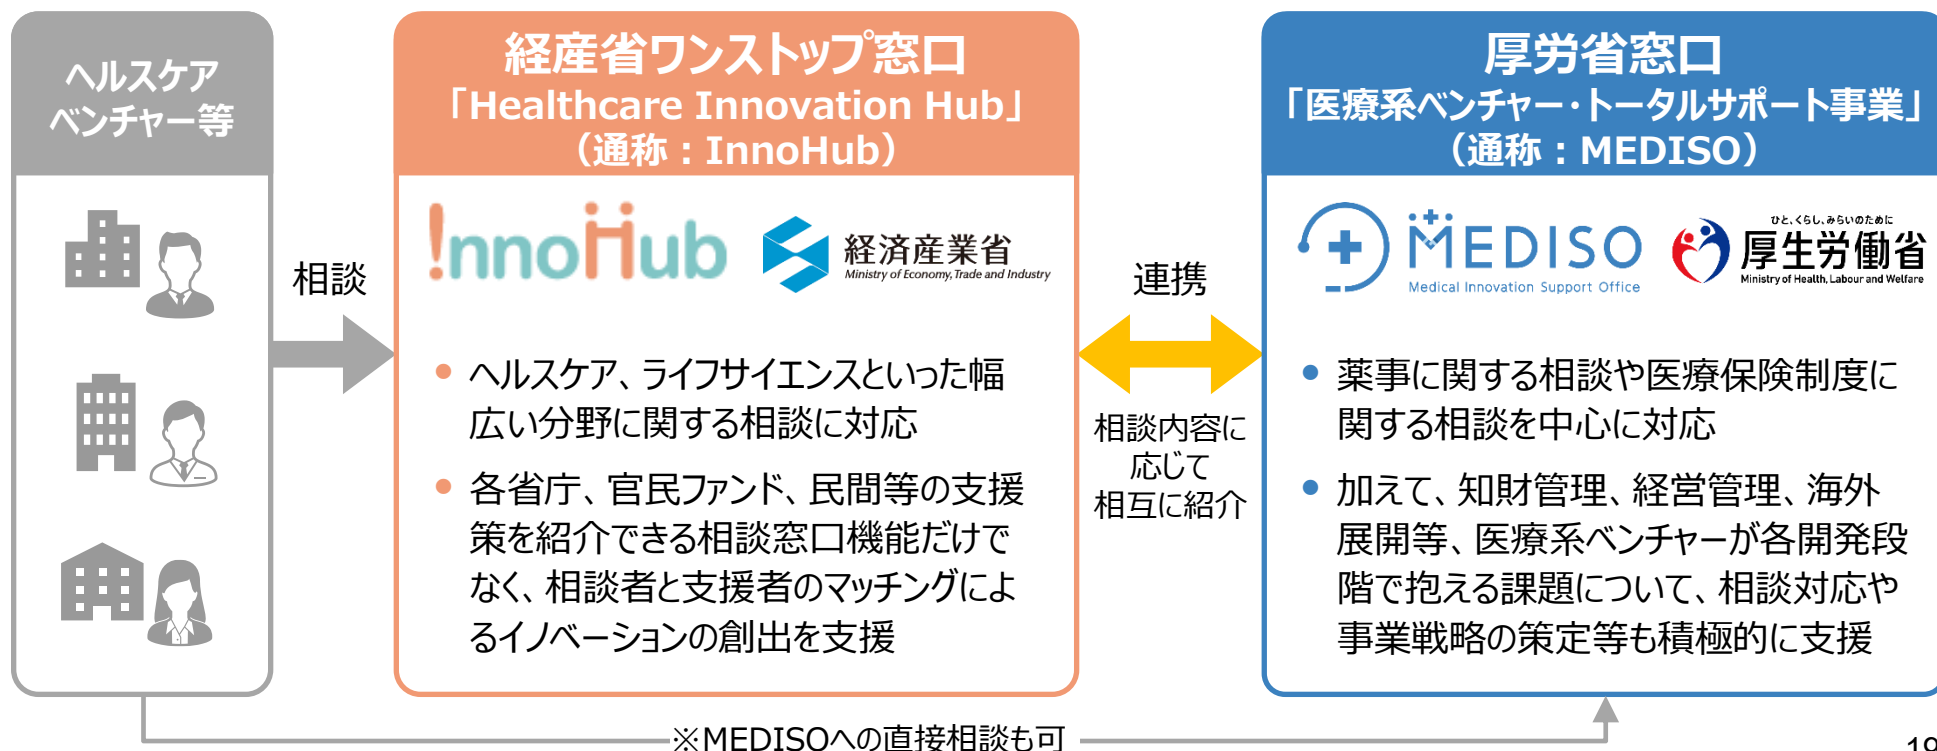 ヘルスケア
ベンチャー等
相談
経産省ワンストップ窓口
「Healthcare Innovation Hub」
（通称：InnoHub）
InnoHub
経済産業省
Ministry of Economy, Trade and Industry
• ヘルスケア、ライフサイエンスといった幅
広い分野に関する相談に対応
• 各省庁、官民ファンド、民間等の支援
策を紹介できる相談窓口機能だけで
なく、相談者と支援者のマッチングによ
るイノベーションの創出を支援
連携
相談内容に
応じて
相互に紹介
厚労省窓口
「医療系ベンチャー・トータルサポート事業」
（通称：MEDISO）
MEDISO
Medical Innovation Support Office
ひと、くらし、みらいのために
厚生労働省
Ministry of Health, Labour and Welfare
• 薬事に関する相談や医療保険制度に
関する相談を中心に対応
• 加えて、知財管理、経営管理、海外
展開等、医療系ベンチャーが各開発段
階で抱える課題について、相談対応や
事業戦略の策定等も積極的に支援
※MEDISOへの直接相談も可
19